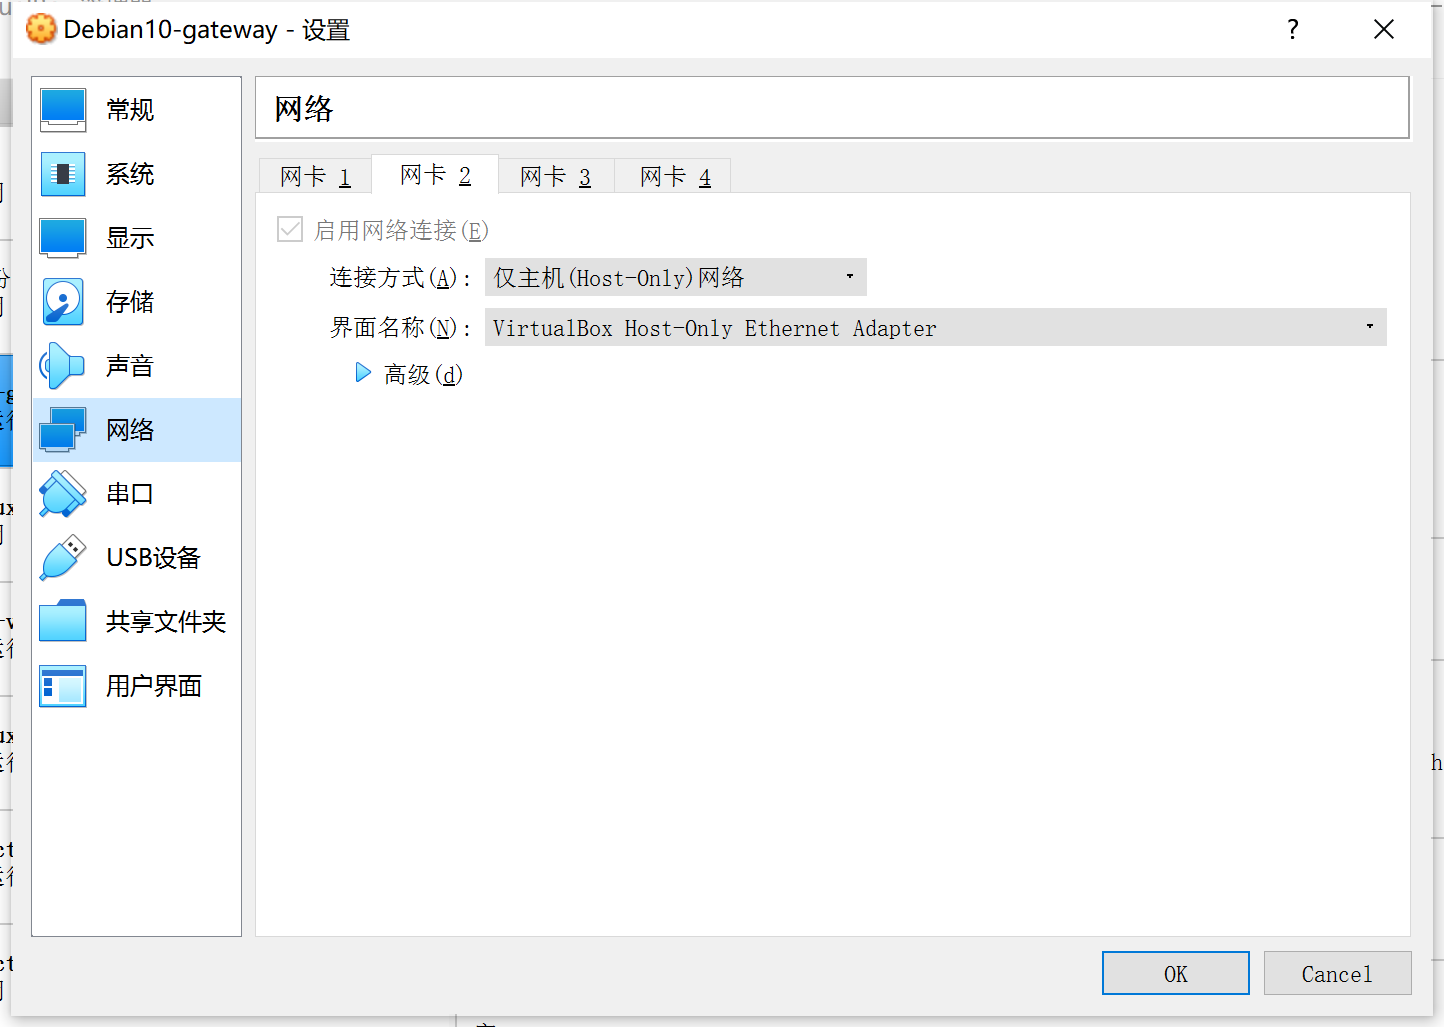 Debian10-gateway - 设置
?
常规
系统
显示
存储
声音
网络
串口
USB设备
共享文件夹
用户界面
网络
网卡 1 网卡 2 网卡 3 网卡 4
启用网络连接(E)
连接方式(A): 仅主机(Host-Only)网络
界面名称(N): VirtualBox Host-Only Ethernet Adapter
高级(d)
OK Cancel